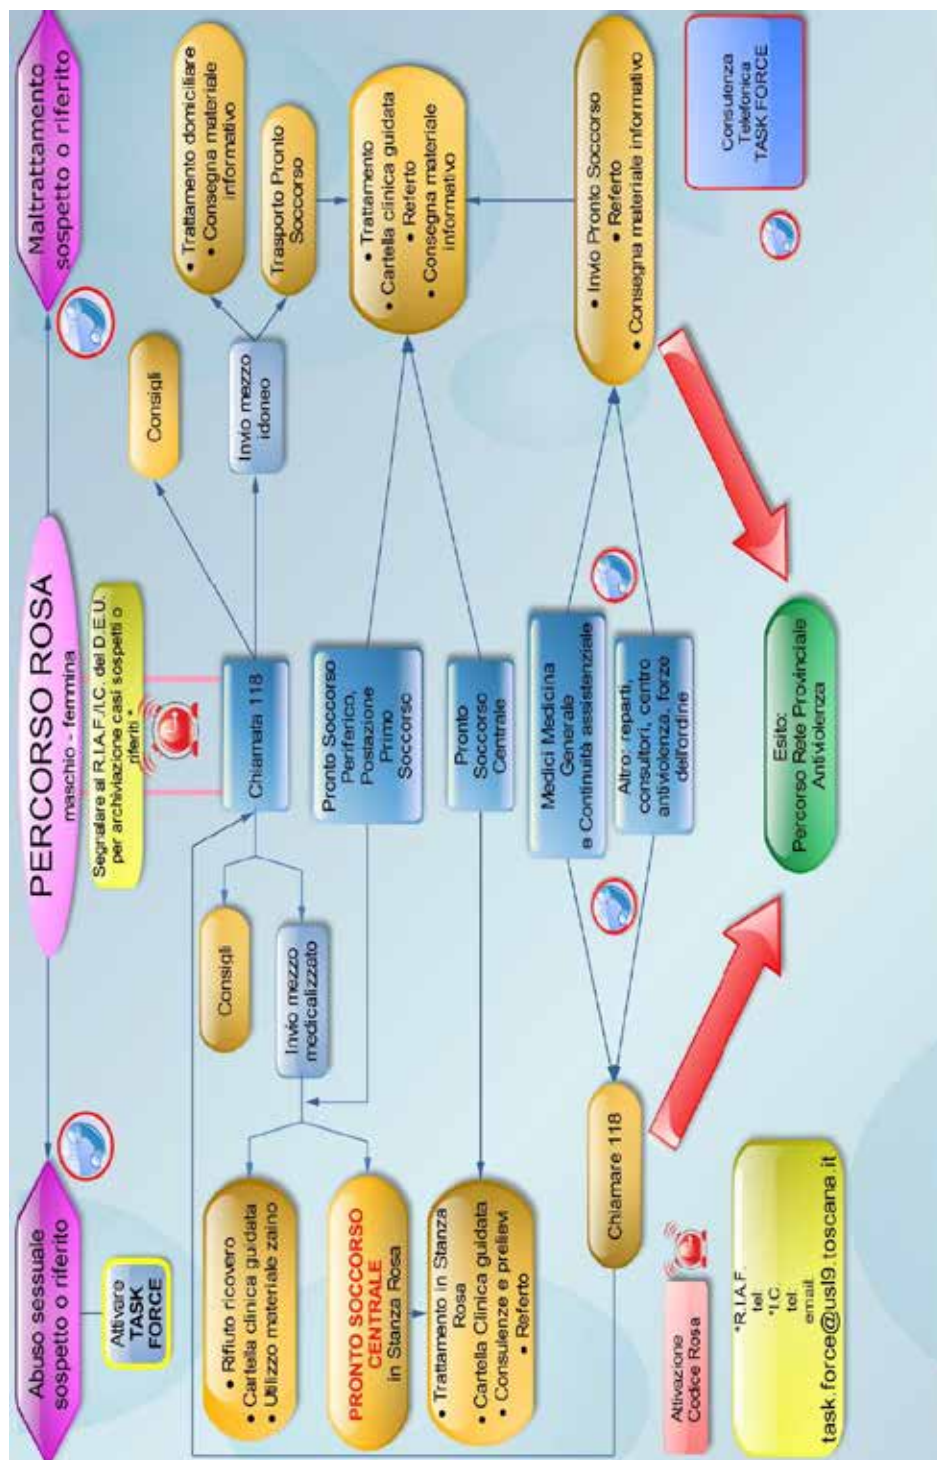 PERCORSO ROSA
maschio - femmina
Abuso sessuale
sospetto o riferito
Maltrattamento
sospetto o riferito
Attivare
TASK
FORCE
Segnalare al R.I.A.F./I.C. del D.E.U.
per archiviazione casi sospetti o
riferiti *
Chiamata 118
Consigli
Invio mezzo
medicalizzato
Consigli
Invio mezzo
idoneo
• Trattamento domiciliare
• Consegna materiale
informativo
Trasporto Pronto
Soccorso
• Rifiuto ricovero
• Cartella clinica guidata
• Utilizzo materiale zaino
PRONTO SOCCORSO
CENTRALE
in Stanza Rosa
Pronto Soccorso
Periferico,
Postazione
Primo
Soccorso
• Trattamento
• Cartella clinica guidata
• Referto
• Consegna materiale
informativo
• Trattamento in Stanza
Rosa
• Cartella Clinica guidata
• Consulenze e prelievi
• Referto
Pronto
Soccorso
Centrale
Medici Medicina
Generale
e Continuità assistenziale
Altro: reparti,
consultori, centro
antiviolenza, forze
dell'ordine
Chiamare 118
• Invio Pronto Soccorso
• Referto
• Consegna materiale informativo
Attivazione
Codice Rosa
Consulenza
Telefonica
TASK FORCE
*R.I.A.F.
tel:
*I.C.
tel:
email:
task.force@usl9.toscana.it
Esito:
Percorso Rete Provinciale
Antiviolenza